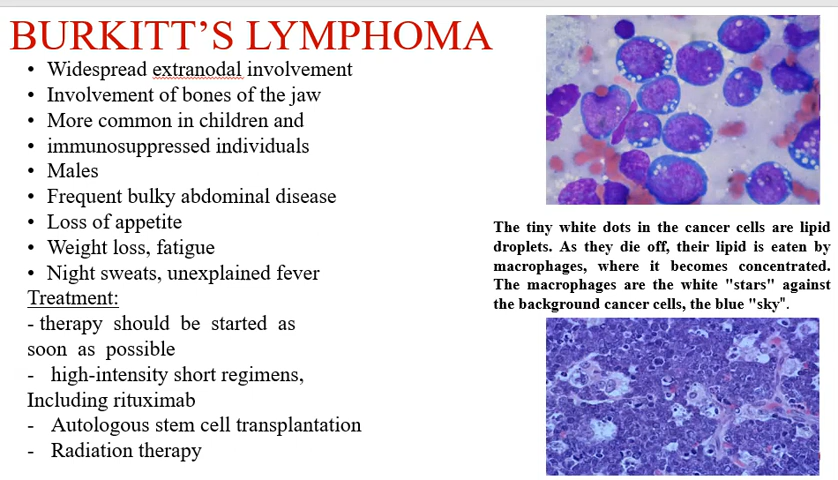 BURKITT’S LYMPHOMA
• Widespread extranodal involvement
• Involvement of bones of the jaw
• More common in children and
• immunosuppressed individuals
• Males
• Frequent bulky abdominal disease
• Loss of appetite
• Weight loss, fatigue
• Night sweats, unexplained fever
Treatment:
- therapy should be started as
soon as possible
- high-intensity short regimens,
Including rituximab
- Autologous stem cell transplantation
- Radiation therapy
The tiny white dots in the cancer cells are lipid
droplets. As they die off, their lipid is eaten by
macrophages, where it becomes concentrated.
The macrophages are the white "stars" against
the background cancer cells, the blue "sky".